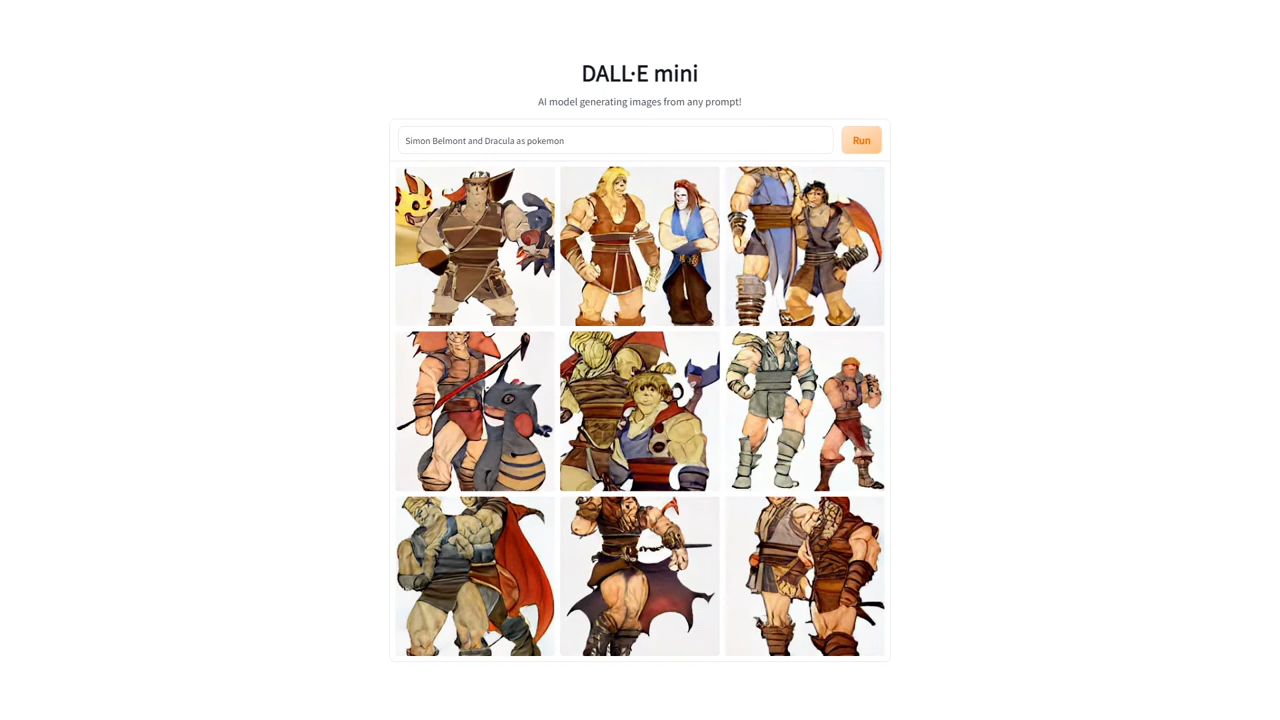 DALL·E mini
AI model generating images from any prompt!
Simon Belmont and Dracula as pokemon
Run